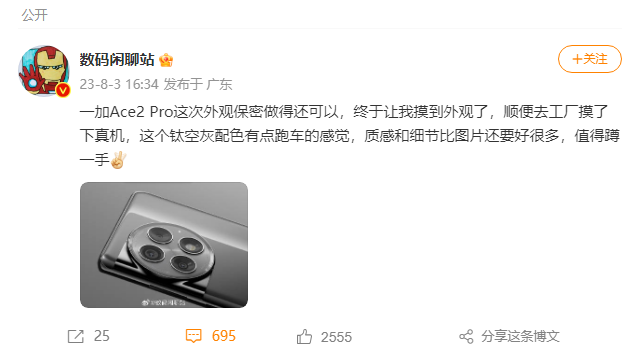 公开
数码闲聊站
+关注
23-8-3 16:34 发布于 广东
一加Ace2 Pro这次外观保密做得还可以，终于让我摸到外观了，顺便去工厂摸了
下真机，这个钛空灰配色有点跑车的感觉，质感和细节比图片还要好很多，值得蹲
一手✌
25
695
2555
分享这条博文